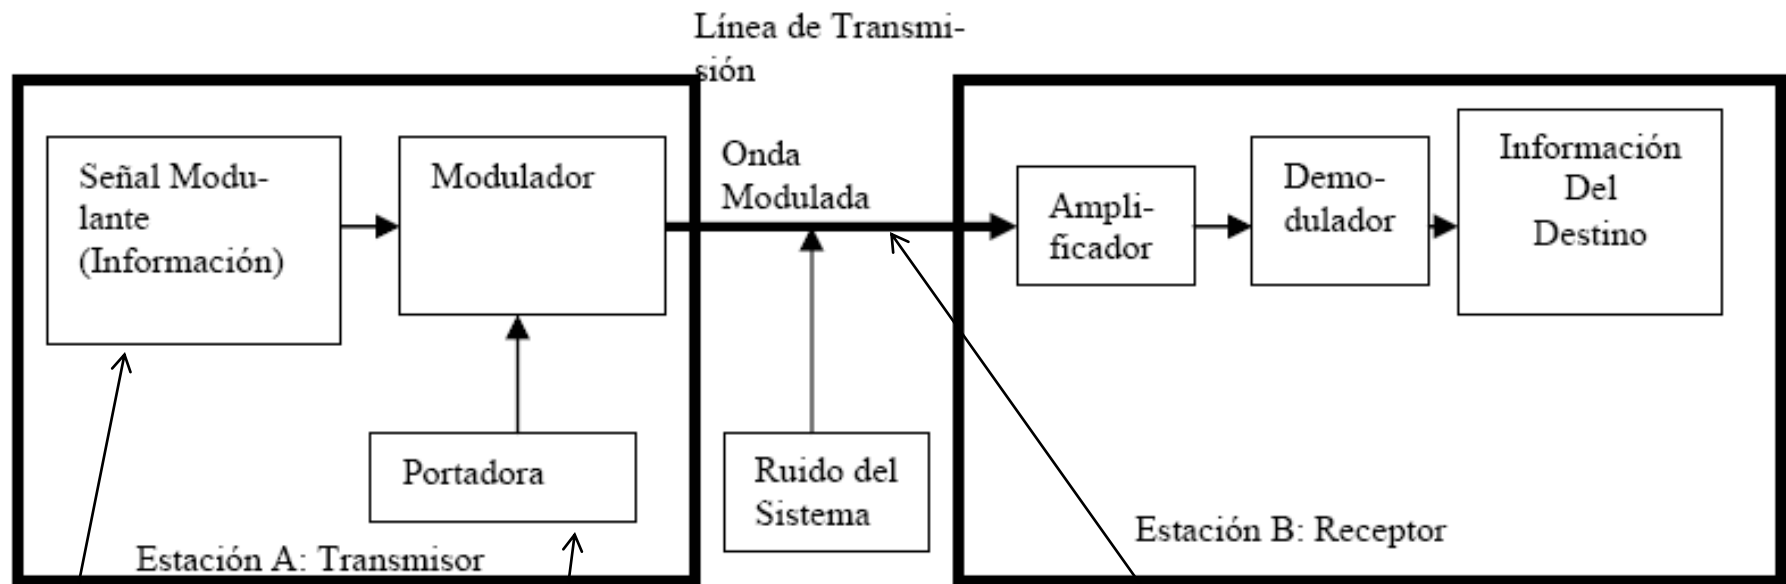 Línea de Transmi-
sión
Señal Modu-
lante
(Información)
Modulador
Onda
Modulada
Ampli-
ficador
Demo-
dulador
Información
Del
Destino
Portadora
Ruido del
Sistema
Estación A: Transmisor
Estación B: Receptor